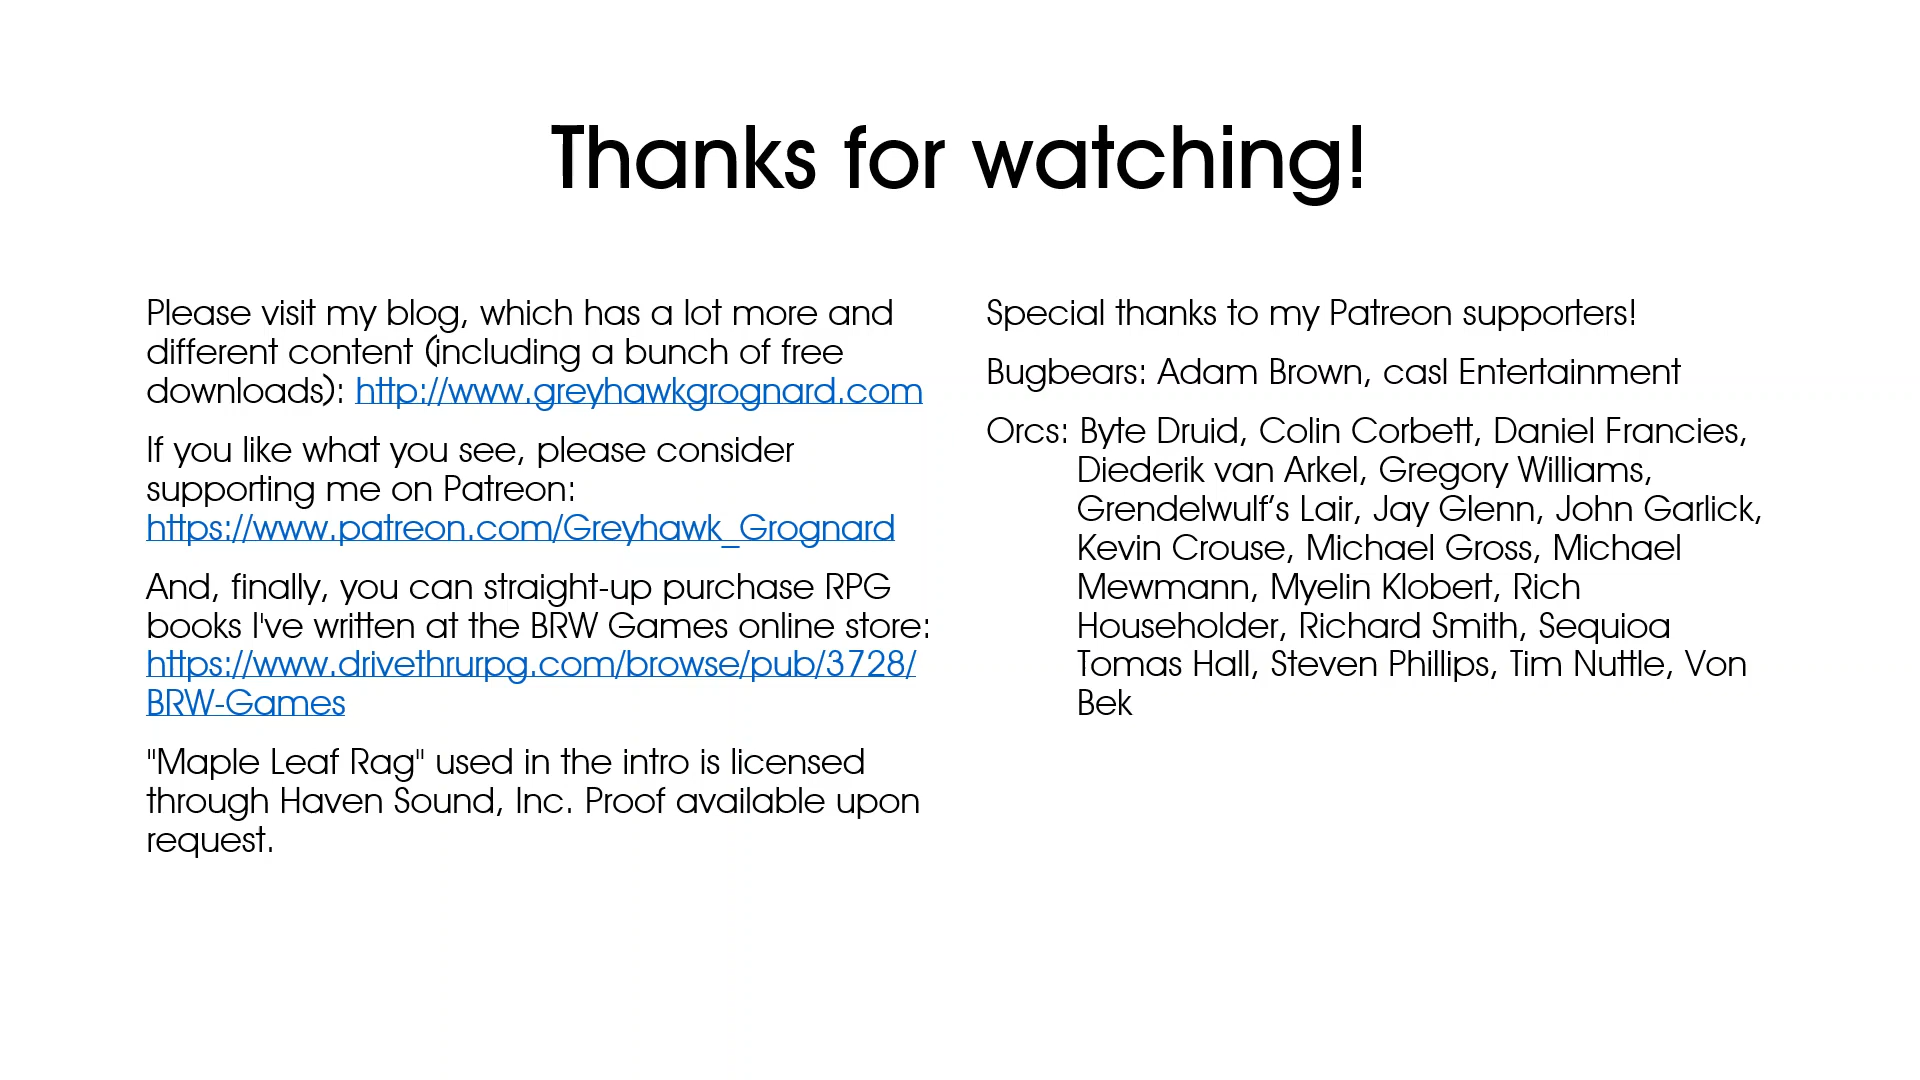 Thanks for watching!
Please visit my blog, which has a lot more and
different content (including a bunch of free
downloads): http://www.greyhawkgrognard.com
If you like what you see, please consider
supporting me on Patreon:
https://www.patreon.com/Greyhawk_Grognard
And, finally, you can straight-up purchase RPG
books I've written at the BRW Games online store:
https://www.drivethrurpg.com/browse/pub/3728/
BRW-Games
"Maple Leaf Rag" used in the intro is licensed
through Haven Sound, Inc. Proof available upon
request.
Special thanks to my Patreon supporters!
Bugbears: Adam Brown, casl Entertainment
Orcs: Byte Druid, Colin Corbett, Daniel Francies,
Diederik van Arkel, Gregory Williams,
Grendelwulf’s Lair, Jay Glenn, John Garlick,
Kevin Crouse, Michael Gross, Michael
Mewmann, Myelin Klobert, Rich
Householder, Richard Smith, Sequioa
Tomas Hall, Steven Phillips, Tim Nuttle, Von
Bek